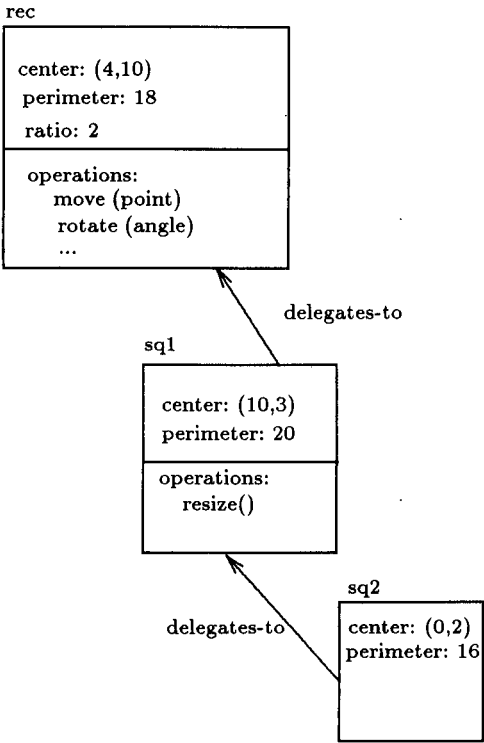 rec
center: (4,10)
perimeter: 18
ratio: 2
operations:
move (point)
rotate (angle)
...
delegates-to
sq1
center: (10,3)
perimeter: 20
operations:
resize()
delegates-to
sq2
center: (0,2)
perimeter: 16